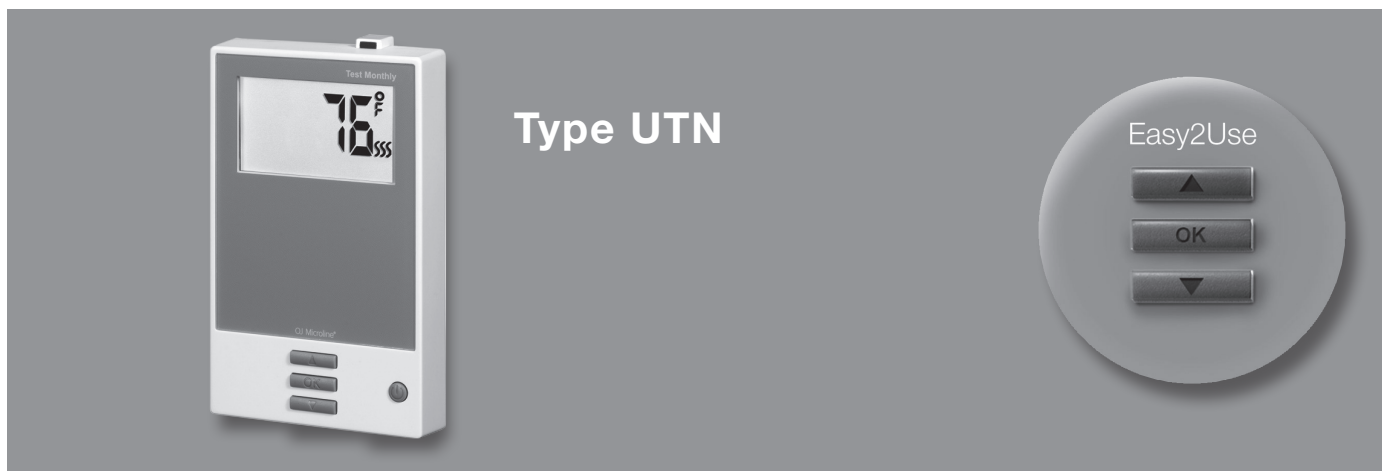 Test Monthly
76°F
OJ Microline®
OK
Type UTN
Easy2Use
OK